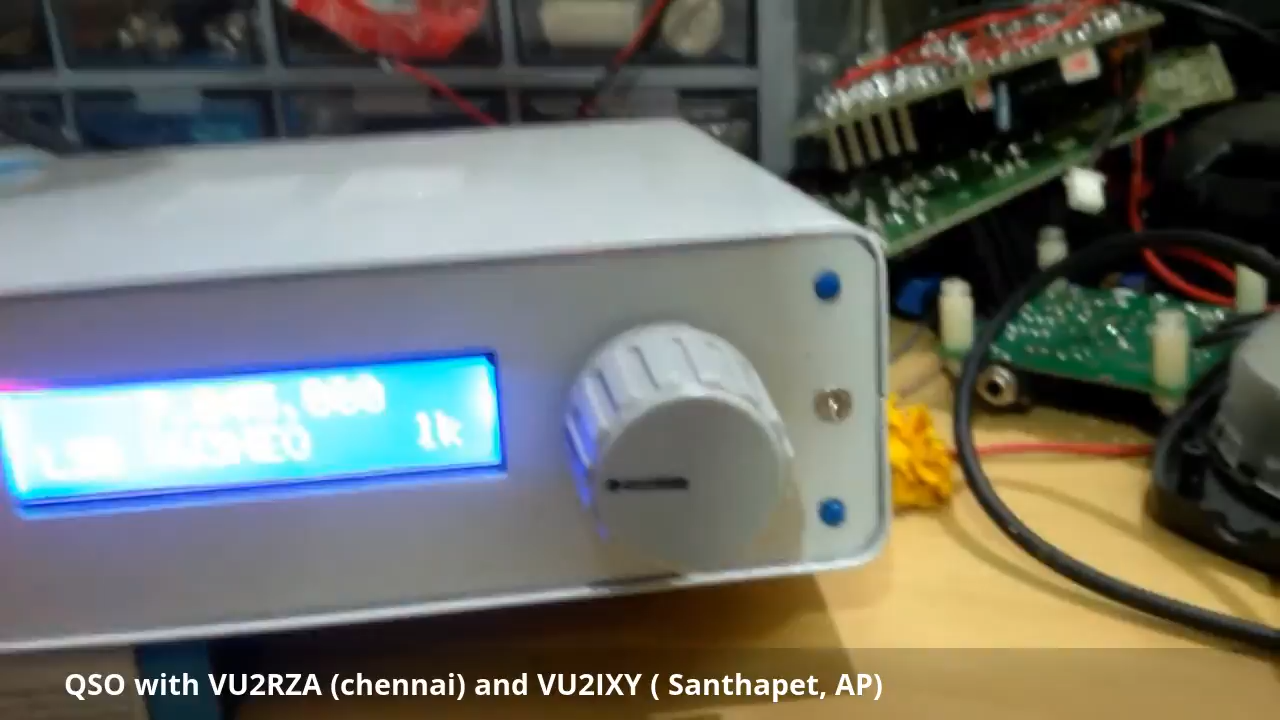 1k
QSO with VU2RZA (chennai) and VU2IXY ( Santhapet, AP)